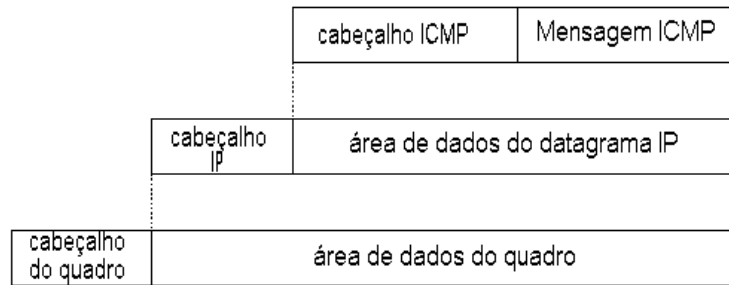 cabeçalho ICMP
Mensagem ICMP
cabeçalho
IP
área de dados do datagrama IP
cabeçalho
do quadro
área de dados do quadro